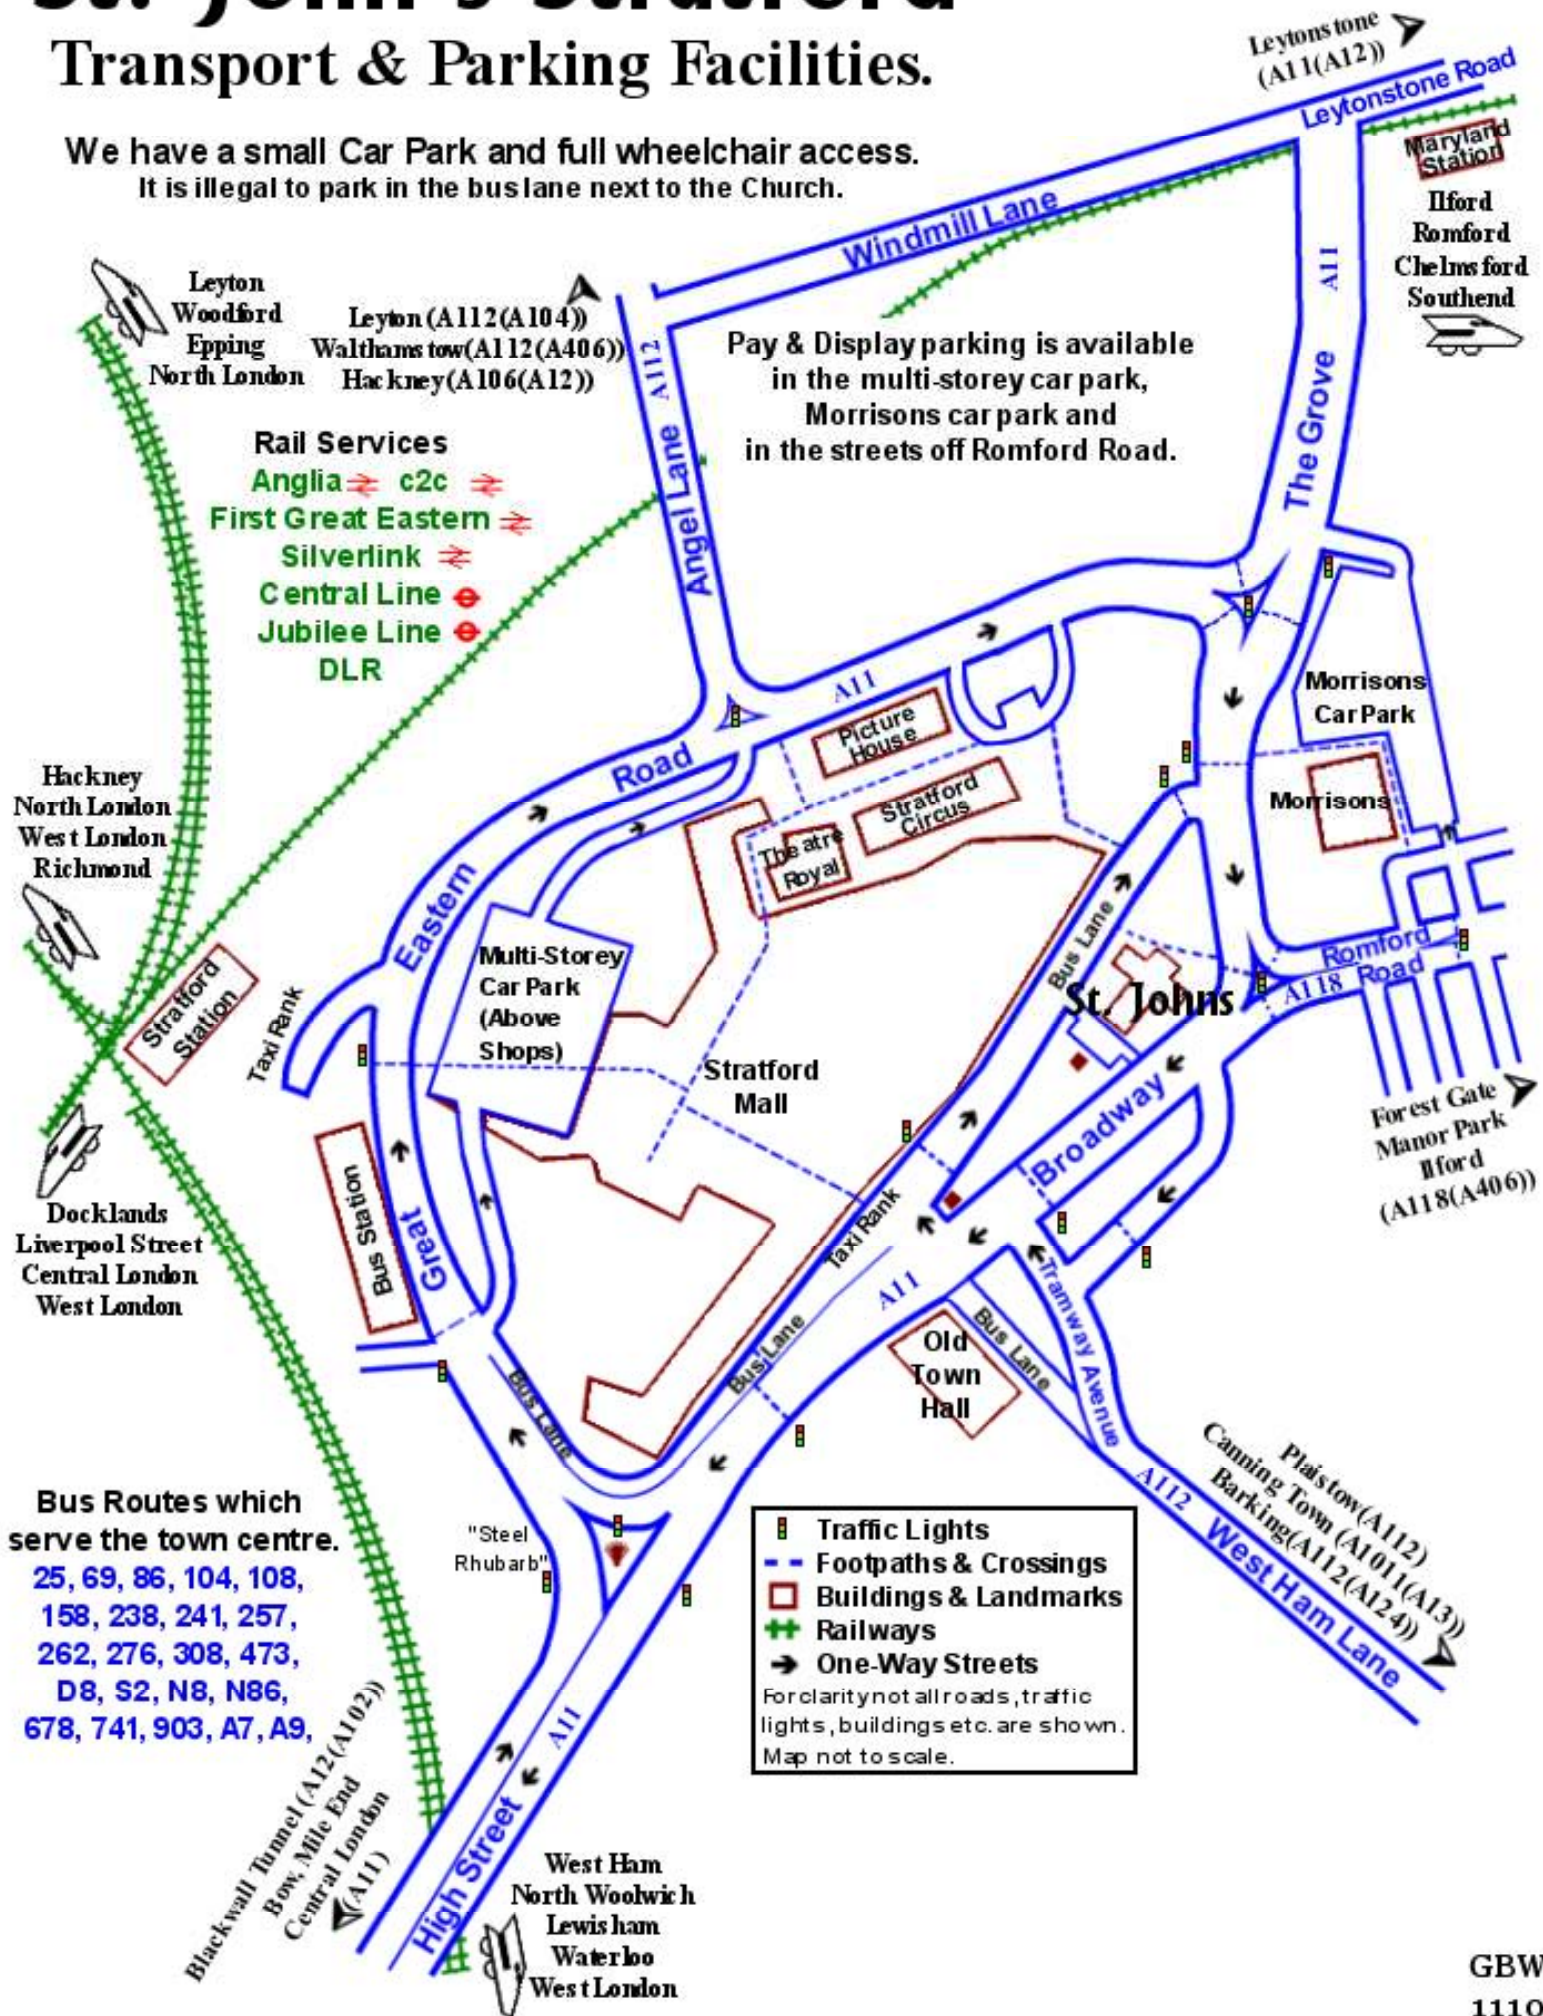 St. John's Stratford
Transport & Parking Facilities.
We have a small Car Park and full wheelchair access.
It is illegal to park in the bus lane next to the Church.
Leytonstone
(A11(A12))
Leytonstone Road
Maryland
Station
Ilford
Romford
Chelmsford
Southend
Windmill Lane
A11
The Grove
Leyton
Woodford
Epping
North London
Leyton (A112(A104))
Walthamstow(A112(A406))
Hackney(A106(A12))
A112
Angel Lane
Pay & Display parking is available
in the multi-storey car park,
Morrisons car park and
in the streets off Romford Road.
Rail Services
Anglia c2c
First Great Eastern
Silverlink
Central Line
Jubilee Line
DLR
A11
Picture
House
Stratford
Circus
Theatre
Royal
Morrisons
Car Park
Morrisons
Road
Eastern
Great
Hackney
North London
West London
Richmond
Stratford
Station
Taxi Rank
Multi-Storey
Car Park
(Above
Shops)
Stratford
Mall
Bus Lane
St. Johns
Romford
Road
A118
Forest Gate
Manor Park
Ilford
(A118(A406))
Broadway
Docklands
Liverpool Street
Central London
West London
Bus Station
Taxi Rank
A11
Bus Lane
Old
Town
Hall
Bus Lane
Tramway Avenue
Bus Lane
A112
West Ham Lane
Plaistow(A112)
Canning Town (A1011(A13))
Barking(A112(A124))
Bus Routes which
serve the town centre.
25, 69, 86, 104, 108,
158, 238, 241, 257,
262, 276, 308, 473,
D8, S2, N8, N86,
678, 741, 903, A7, A9,
"Steel
Rhubarb"
Traffic Lights
Footpaths & Crossings
Buildings & Landmarks
Railways
One-Way Streets
For clarity not all roads, traffic
lights, buildings etc. are shown.
Map not to scale.
A11
High Street
Blackwall Tunnel (A12(A102))
Bow, Mile End
Central London
(A11)
West Ham
North Woolwich
Lewisham
Waterloo
West London
GBW
1110